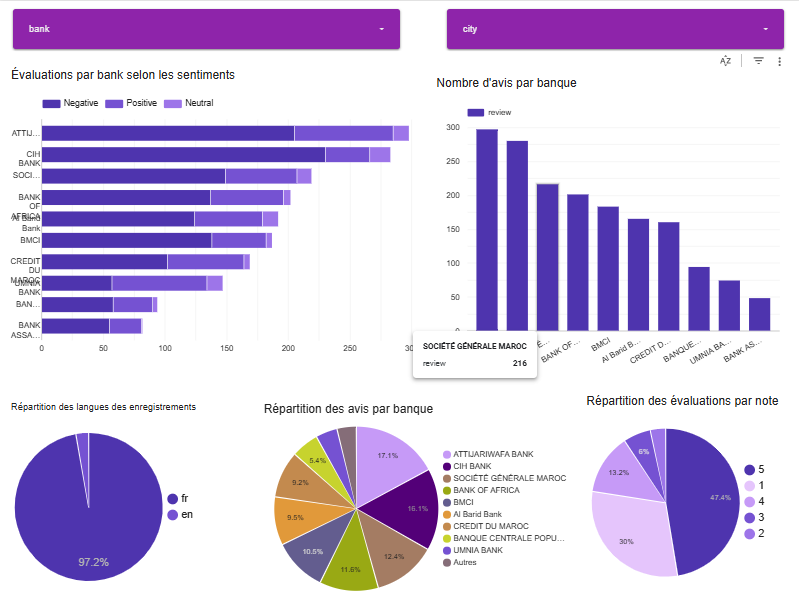 bank
city
Évaluations par bank selon les sentiments
Negative
Positive
Neutral
ATTIJ...
CIH
BANK
SOCI...
BANK
OF
AFRICA
Al Barid
Bank
BMCI
CREDIT
DU
MAROC
UMNIA
BANK
BAN...
BANK
ASSA...
0
50
100
150
200
250
Nombre d'avis par banque
review
300
250
200
150
100
50
0
BANK OF...
BMCI
Al Barid B...
CREDIT D...
BANQUE...
UMNIA BA...
BANK AS...
SOCIÉTÉ GÉNÉRALE MAROC
review 216
Répartition des langues des enregistrements
97.2%
fr
en
Répartition des avis par banque
17.1%
16.1%
12.4%
11.6%
10.5%
9.5%
9.2%
5.4%
ATTIJARIWAFA BANK
CIH BANK
SOCIÉTÉ GÉNÉRALE MAROC
BANK OF AFRICA
BMCI
Al Barid Bank
CREDIT DU MAROC
BANQUE CENTRALE POPU...
UMNIA BANK
Autres
Répartition des évaluations par note
47.4%
30%
13.2%
6%
5
1
4
3
2